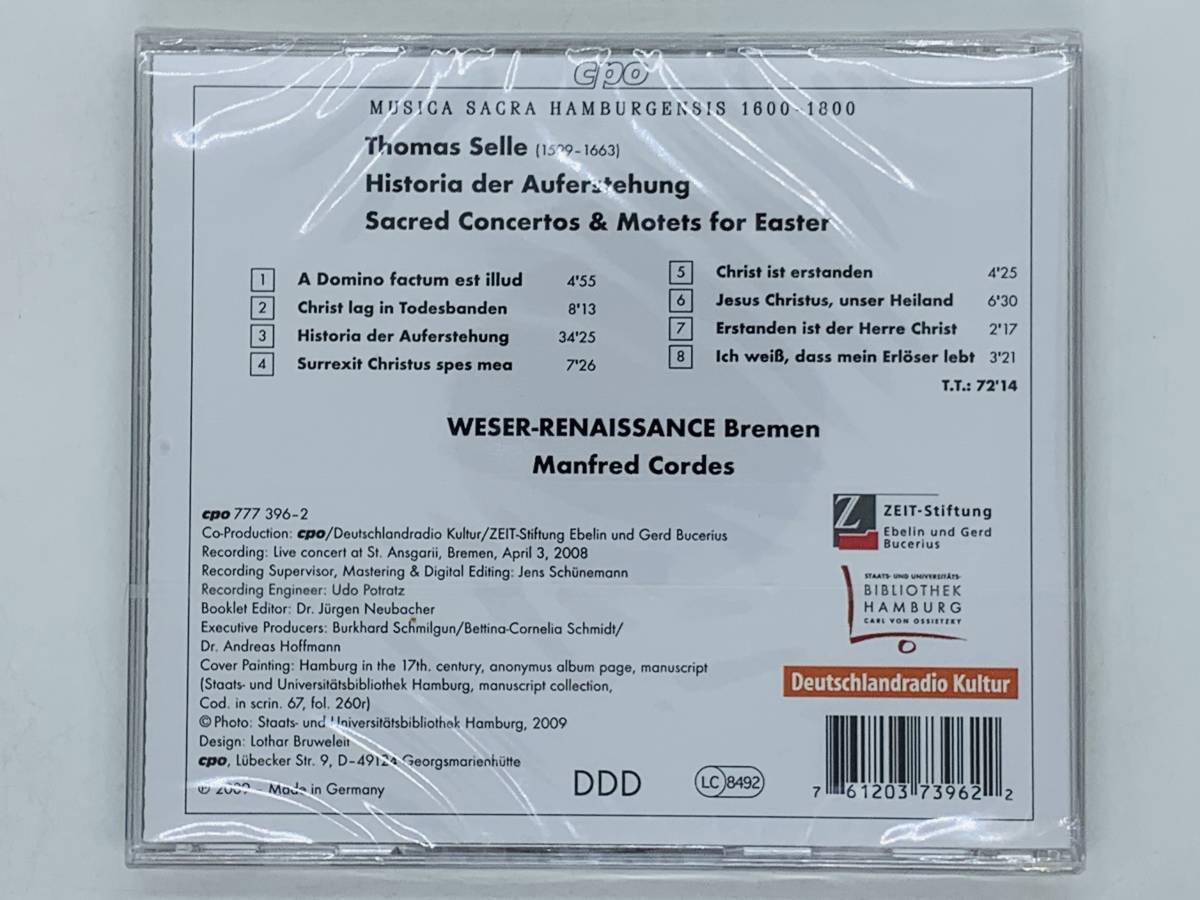 cpo
MUSICA SACRA HAMBURGENSIS 1600-1800
Thomas Selle (1599-1663)
Historia der Auferstehung
Sacred Concertos & Motets for Easter
1 A Domino factum est illud 4'55
2 Christ lag in Todesbanden 8'13
3 Historia der Auferstehung 34'25
4 Surrexit Christus spes mea 7'26
5 Christ ist erstanden 4'25
6 Jesus Christus, unser Heiland 6'30
7 Erstanden ist der Herre Christ 2'17
8 Ich weiß, dass mein Erlöser lebt 3'21
T.T.: 72'14
WESER-RENAISSANCE Bremen
Manfred Cordes
cpo 777 396-2
Co-Production: cpo/Deutschlandradio Kultur/ZEIT-Stiftung Ebelin und Gerd Bucerius
Recording: Live concert at St. Ansgarii, Bremen, April 3, 2008
Recording Supervisor, Mastering & Digital Editing: Jens Schünemann
Recording Engineer: Udo Potratz
Booklet Editor: Dr. Jürgen Neubacher
Executive Producers: Burkhard Schmilgun/Bettina-Cornelia Schmidt/
Dr. Andreas Hoffmann
Cover Painting: Hamburg in the 17th. century, anonymus album page, manuscript
(Staats- und Universitätsbibliothek Hamburg, manuscript collection,
Cod. in scrin. 67, fol. 260r)
© Photo: Staats- und Universitätsbibliothek Hamburg, 2009
Design: Lothar Bruweleit
cpo, Lübecker Str. 9, D-49124 Georgsmarienhütte
℗ 2009 – Made in Germany
DDD
LC 8492
Z
ZEIT-Stiftung
Ebelin und Gerd
Bucerius
STAATS- UND UNIVERSITÄTS-
BIBLIOTHEK
HAMBURG
CARL VON OSSIETZKY
Deutschlandradio Kultur
7 61203 73962 2